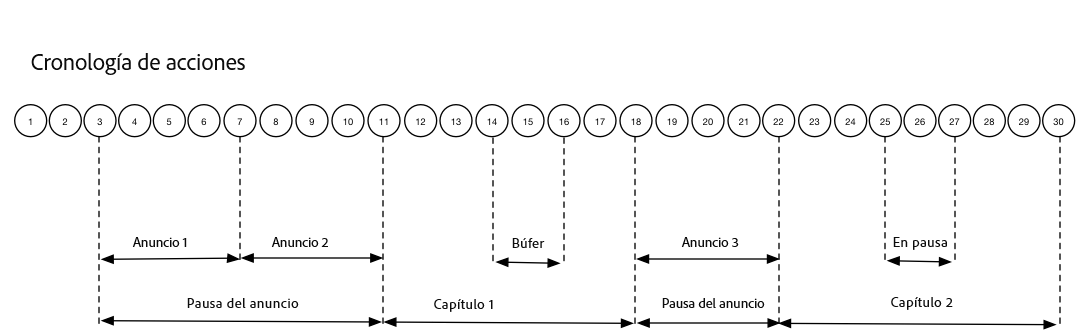 Cronología de acciones
1 2 3 4 5 6 7 8 9 10 11 12 13 14 15 16 17 18 19 20 21 22 23 24 25 26 27 28 29 30
Anuncio 1 Anuncio 2 Búfer Anuncio 3 En pausa
Pausa del anuncio Capítulo 1 Pausa del anuncio Capítulo 2